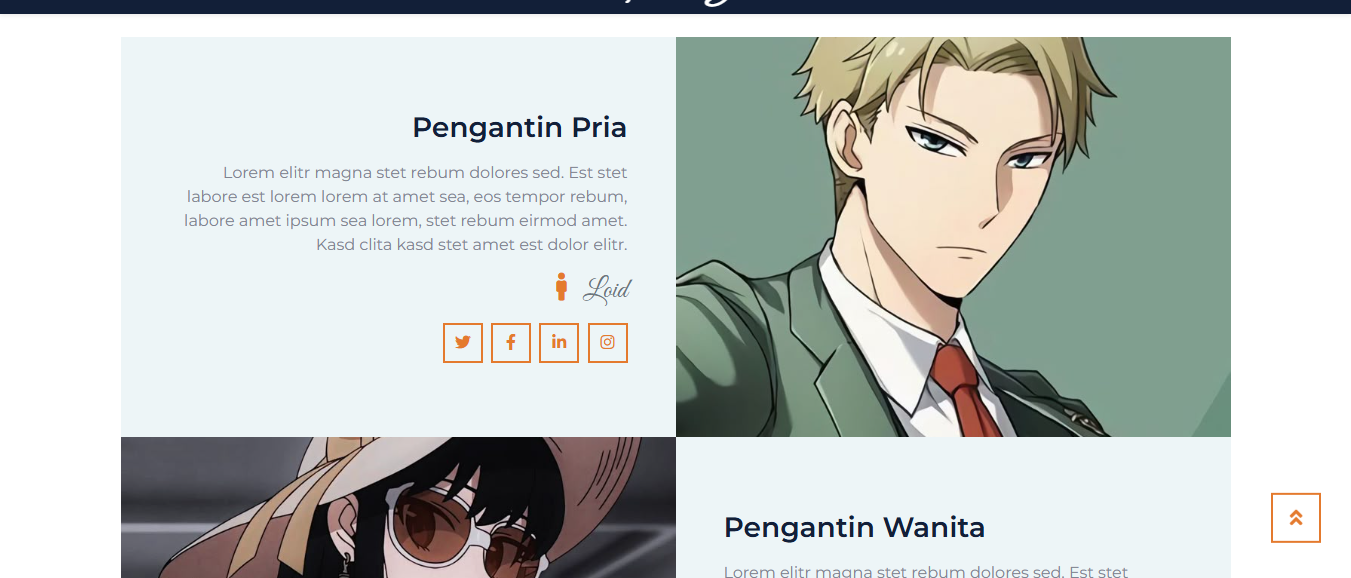 Pengantin Pria
Lorem elitr magna stet rebum dolores sed. Est stet
labore est lorem lorem at amet sea, eos tempor rebum,
labore amet ipsum sea lorem, stet rebum eirmod amet.
Kasd clita kasd stet amet est dolor elitr.
Loid
Pengantin Wanita
Lorem elitr magna stet rebum dolores sed. Est stet